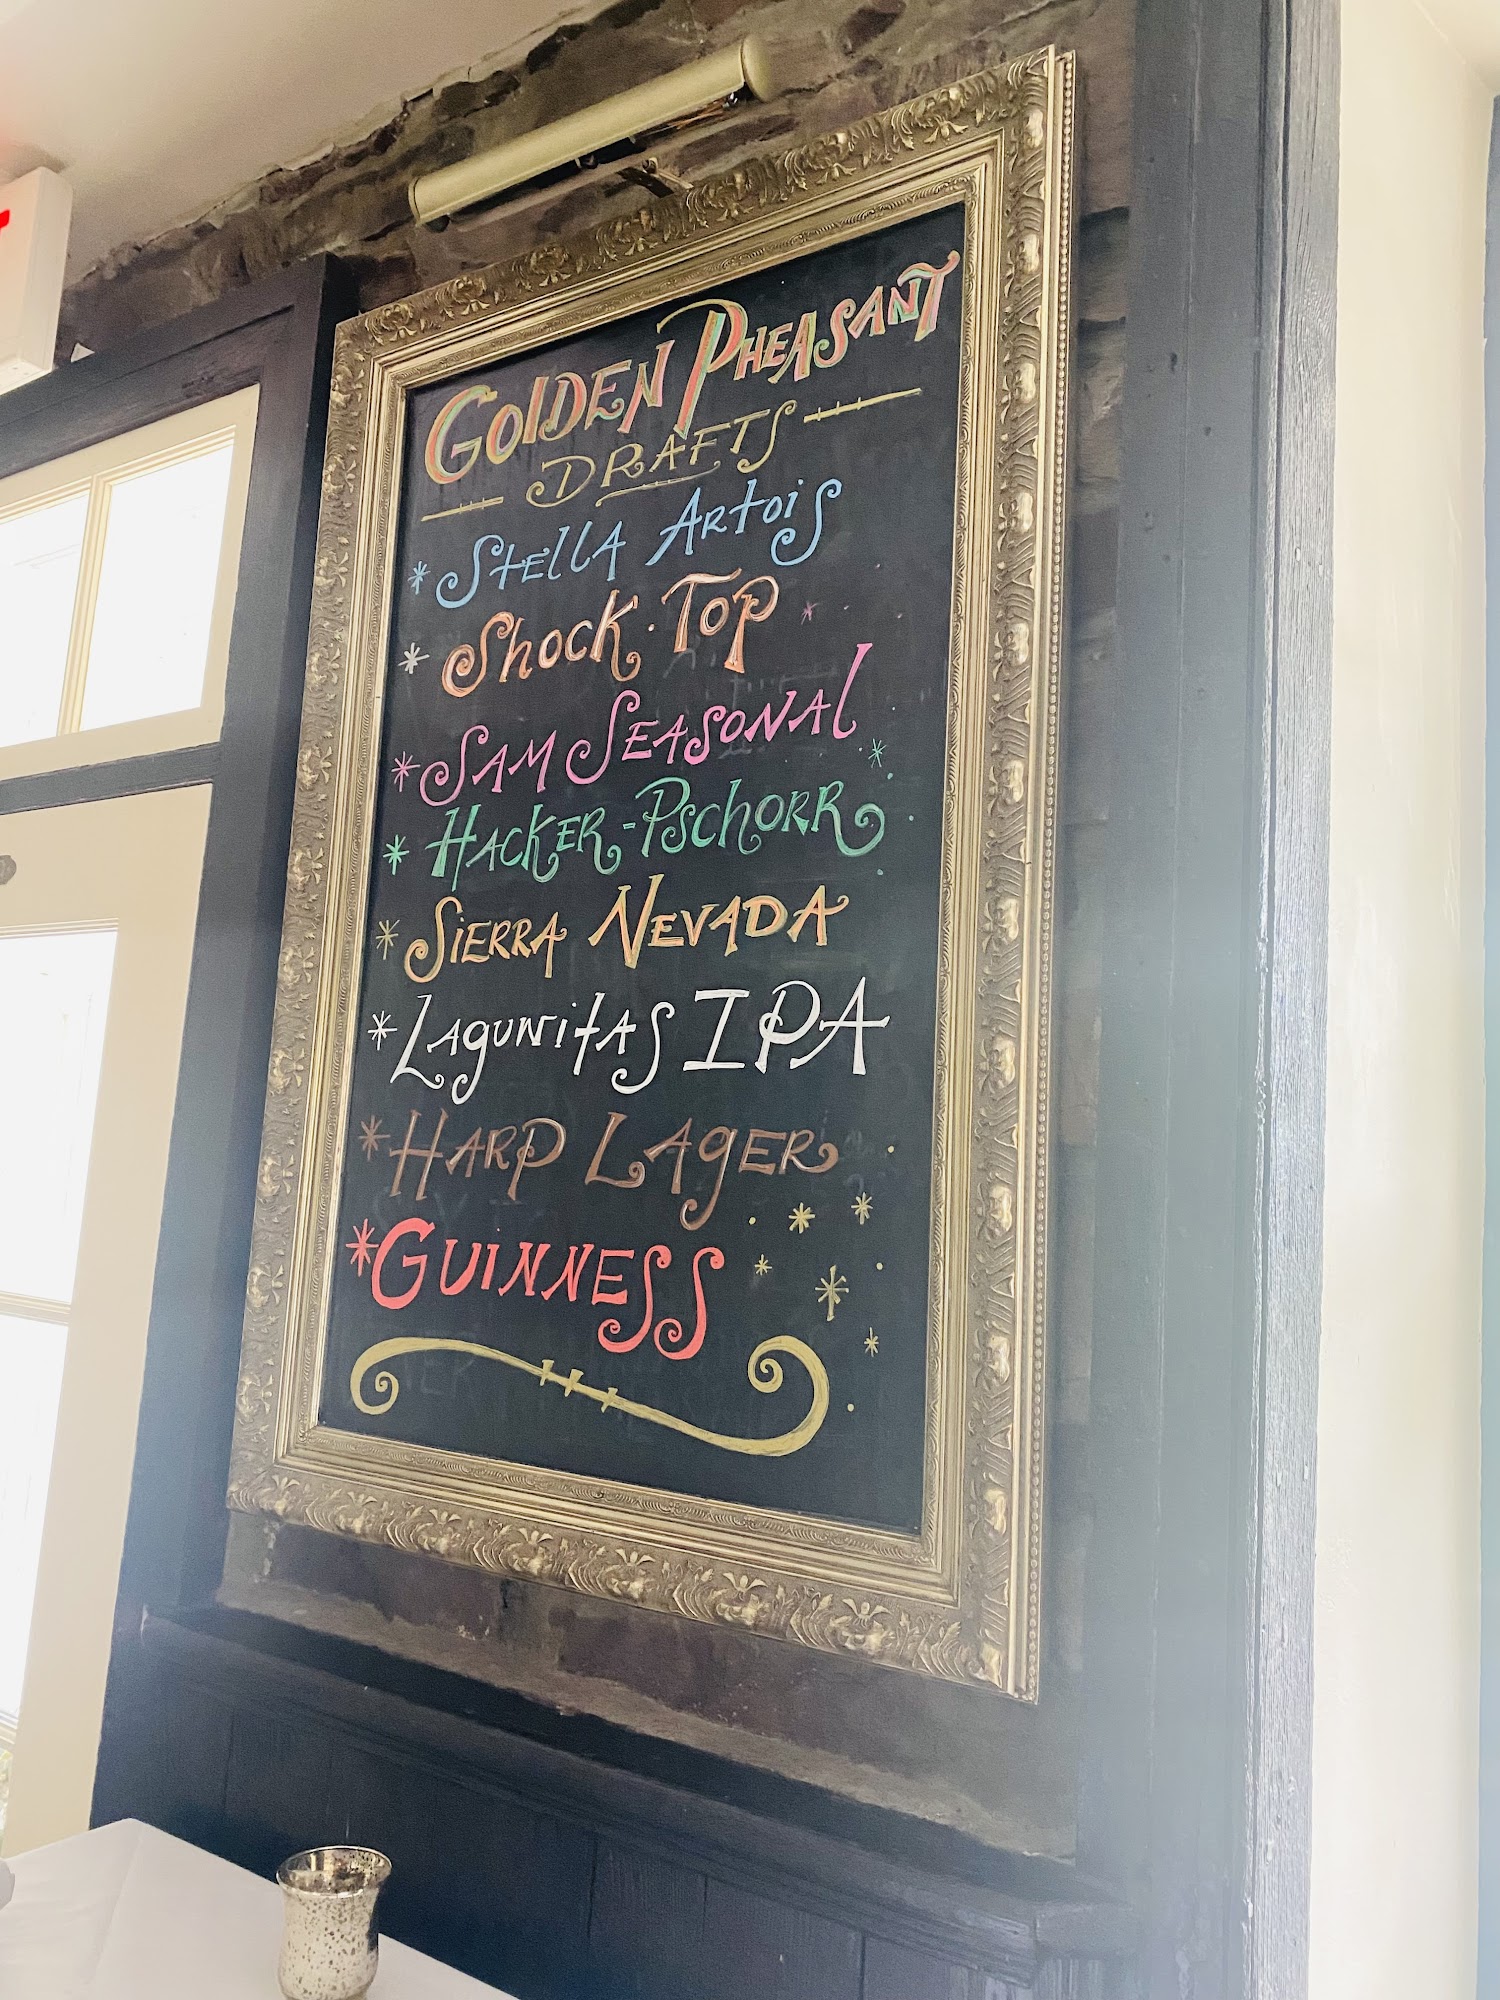 GOlDEN PHEASANT
DRAFTS
* StEllA ARtoiS
* ShocK · TOP
* SAM SEASONAl
* HACKER-PSchORR
* SiERRA NEVADA
* LAguNitAS IPA
* HARP LAgER
* GUiNNESS